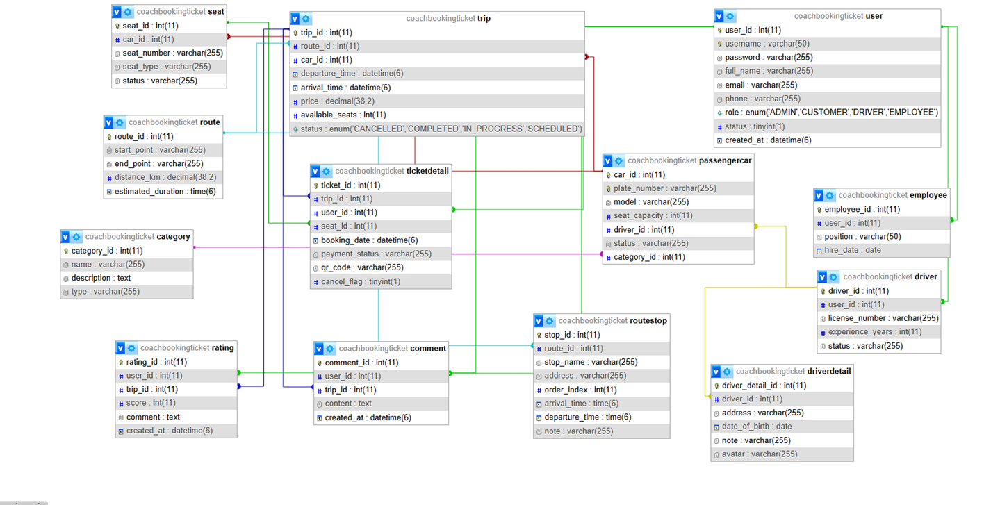 coachbookingticket seat
seat_id : int(11)
car_id : int(11)
seat_number : varchar(255)
seat_type : varchar(255)
status : varchar(255)
coachbookingticket trip
trip_id : int(11)
route_id : int(11)
car_id : int(11)
departure_time : datetime(6)
arrival_time : datetime(6)
price : decimal(38,2)
available_seats : int(11)
status : enum('CANCELLED','COMPLETED','IN_PROGRESS','SCHEDULED')
coachbookingticket user
user_id : int(11)
username : varchar(50)
password : varchar(255)
full_name : varchar(255)
email : varchar(255)
phone : varchar(255)
role : enum('ADMIN','CUSTOMER','DRIVER','EMPLOYEE')
status : tinyint(1)
created_at : datetime(6)
coachbookingticket route
route_id : int(11)
start_point : varchar(255)
end_point : varchar(255)
distance_km : decimal(38,2)
estimated_duration : time(6)
coachbookingticket ticketdetail
ticket_id : int(11)
trip_id : int(11)
user_id : int(11)
seat_id : int(11)
booking_date : datetime(6)
payment_status : varchar(255)
qr_code : varchar(255)
cancel_flag : tinyint(1)
coachbookingticket passengercar
car_id : int(11)
plate_number : varchar(255)
model : varchar(255)
seat_capacity : int(11)
driver_id : int(11)
status : varchar(255)
category_id : int(11)
coachbookingticket employee
employee_id : int(11)
user_id : int(11)
position : varchar(50)
hire_date : date
coachbookingticket category
category_id : int(11)
name : varchar(255)
description : text
type : varchar(255)
coachbookingticket driver
driver_id : int(11)
user_id : int(11)
license_number : varchar(255)
experience_years : int(11)
status : varchar(255)
coachbookingticket rating
rating_id : int(11)
user_id : int(11)
trip_id : int(11)
score : int(11)
comment : text
created_at : datetime(6)
coachbookingticket comment
comment_id : int(11)
user_id : int(11)
trip_id : int(11)
content : text
created_at : datetime(6)
coachbookingticket routestop
stop_id : int(11)
route_id : int(11)
stop_name : varchar(255)
address : varchar(255)
order_index : int(11)
arrival_time : time(6)
departure_time : time(6)
note : varchar(255)
coachbookingticket driverdetail
driver_detail_id : int(11)
driver_id : int(11)
address : varchar(255)
date_of_birth : date
note : varchar(255)
avatar : varchar(255)